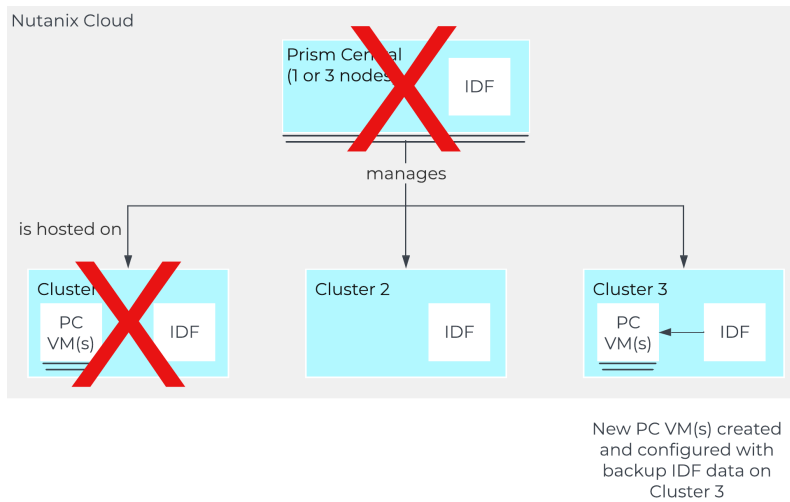 Nutanix Cloud
Prism Central
(1 or 3 nodes
IDF
manages
is hosted on
Cluster
PC
VM(s)
IDF
Cluster 2
IDF
Cluster 3
PC
VM(s)
IDF
New PC VM(s) created
and configured with
backup IDF data on
Cluster 3